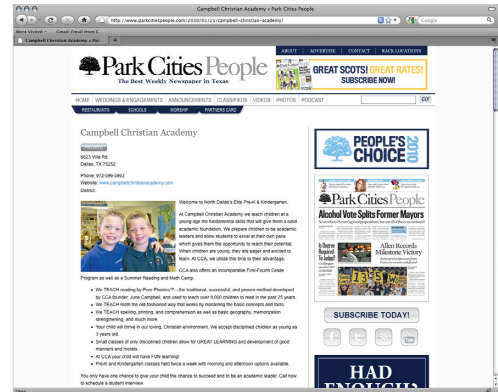 Campbell Christian Academy « Park Cities People
http://www.parkcitiespeople.com/2010/01/21/campbell-christian-academy/
Google
Most Visited
Gmail: Email from G
Campbell Christian Academy « Par
ABOUT | ADVERTISE | CONTACT | RACK LOCATIONS
Park Cities People
The Best Weekly Newspaper in Texas
GREAT SCOTS! GREAT RATES!
SUBSCRIBE NOW!
HOME WEDDINGS & ENGAGEMENTS ANNOUNCEMENTS CLASSIFIEDS VIDEOS PHOTOS PODCAST
GO!
RESTAURANTS SCHOOLS WORSHIP PARTNERS CARD
Campbell Christian Academy
PRIVATE
6623 Villa Rd.
Dallas, TX 75252
Phone: 972-596-0953
Website: www.campbellchristianacademy.com
District:
Welcome to North Dallas's Elite Pre-K & Kindergarten.
At Campbell Christian Academy we teach children at a
young age the fundamental skills that will give them a solid
academic foundation. We prepare children to be academic
leaders and allow students to excel at their own pace
which gives them the opportunity to reach their potential.
When children are young, they are eager and excited to
learn. At CCA, we utilize this time to their advantage.
CCA also offers an incomparable First-Fourth Grade
Program as well as a Summer Reading and Math Camp.
We TEACH reading by Pure Phonics™—the traditional, successful, and proven method developed
by CCA founder, June Campbell, and used to teach over 9,000 children to read in the past 25 years.
We TEACH math the old fashioned way that works by mastering the basic concepts and facts.
We TEACH spelling, printing, and comprehension as well as basic geography, memorization
strengthening, and much more.
Your child will thrive in our loving, Christian environment. We accept disciplined children as young as
3 years old.
Small classes of only disciplined children allow for GREAT LEARNING and development of good
manners and morals.
At CCA your child will have FUN learning!
Pre-K and Kindergarten classes held twice a week with morning and afternoon options available.
You only have one chance to give your child the chance to succeed and to be an academic leader. Call now
to schedule a student interview.
PEOPLE'S
CHOICE
2010
Park Cities People
Alcohol Vote Splits Former Mayors
Is Degree
Required
To Judge?
Allen Records
Milestone Victory
SUBSCRIBE TODAY!
HAD
ENOUGH?
Done